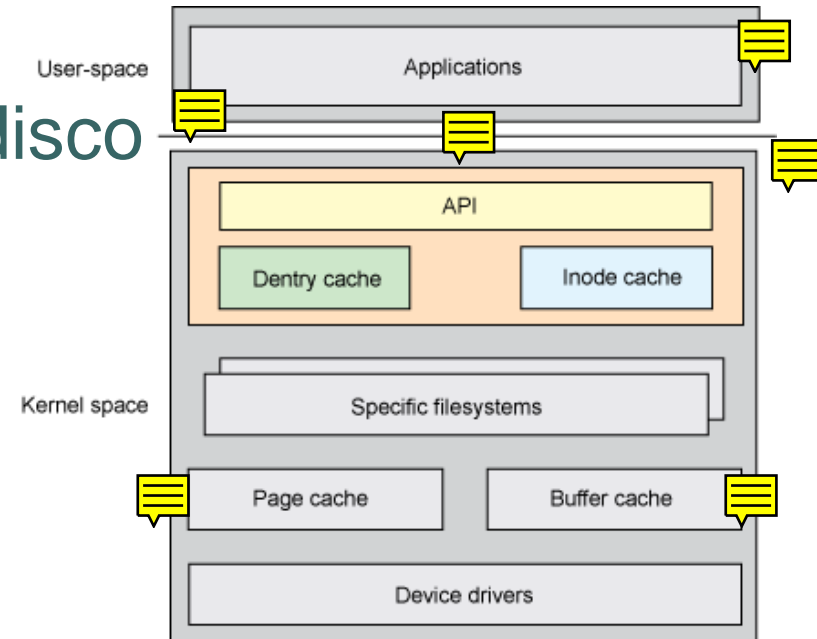 User-space
Applications
disco
API
Dentry cache
Inode cache
Kernel space
Specific filesystems
Page cache
Buffer cache
Device drivers